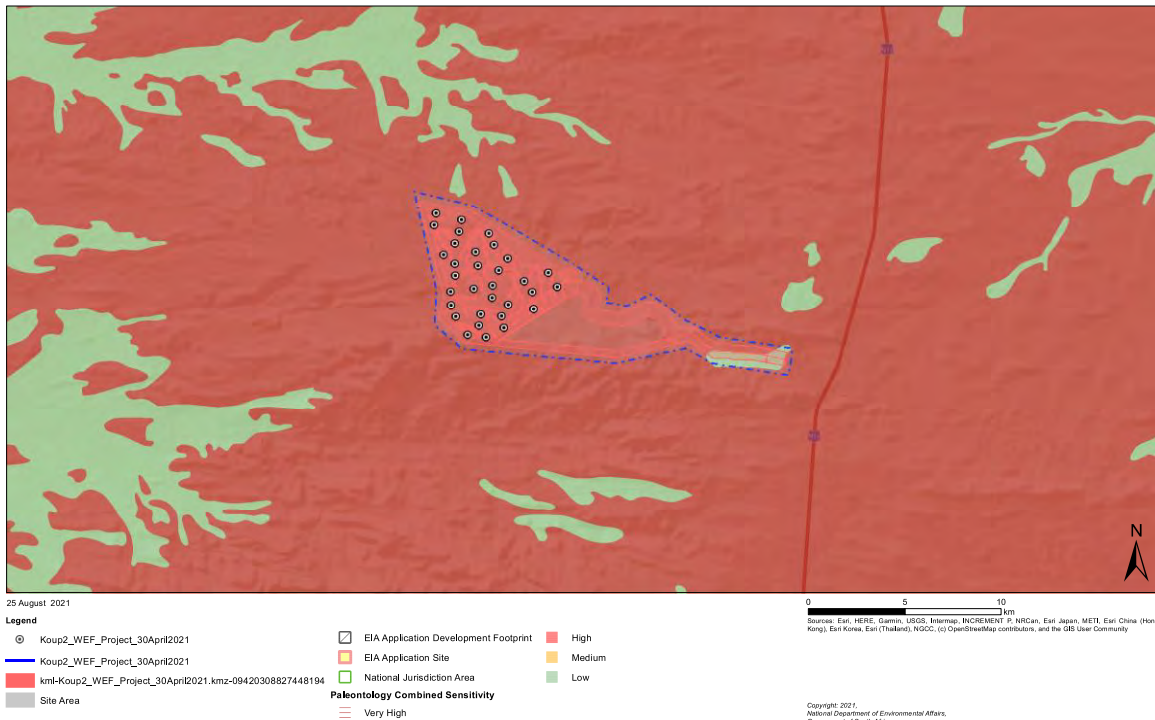 N
25 August 2021
Legend
Koup2_WEF_Project_30April2021
Koup2_WEF_Project_30April2021
kml-Koup2_WEF_Project_30April2021.kmz-09420308827448194
Site Area
EIA Application Development Footprint
EIA Application Site
National Jurisdiction Area
Paleontology Combined Sensitivity
Very High
High
Medium
Low
0 5 10
km
Sources: Esri, HERE, Garmin, USGS, Intermap, INCREMENT P, NRCan, Esri Japan, METI, Esri China (Hon
Kong), Esri Korea, Esri (Thailand), NGCC, (c) OpenStreetMap contributors, and the GIS User Community
Copyright: 2021,
National Department of Environmental Affairs,